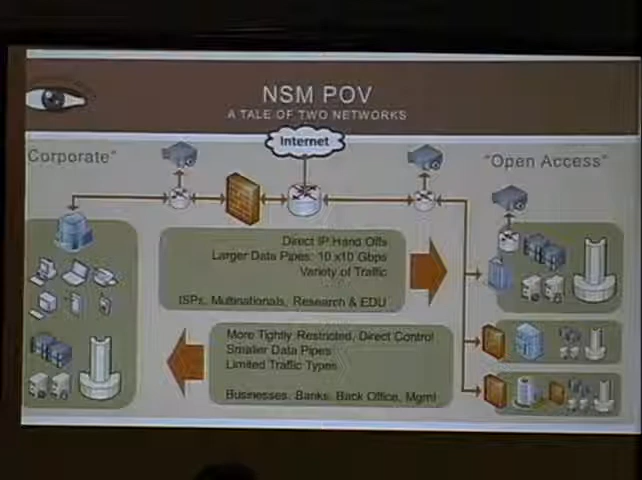 NSM POV
A TALE OF TWO NETWORKS
Internet
Corporate"
"Open Access"
Direct IP Hand Offs
Larger Data Pipes: 10 x10 Gbps
Variety of Traffic
ISPs, Multinationals, Research & EDU
More Tightly Restricted, Direct Control
Smaller Data Pipes
Limited Traffic Types
Businesses, Banks, Back Office, Mgml